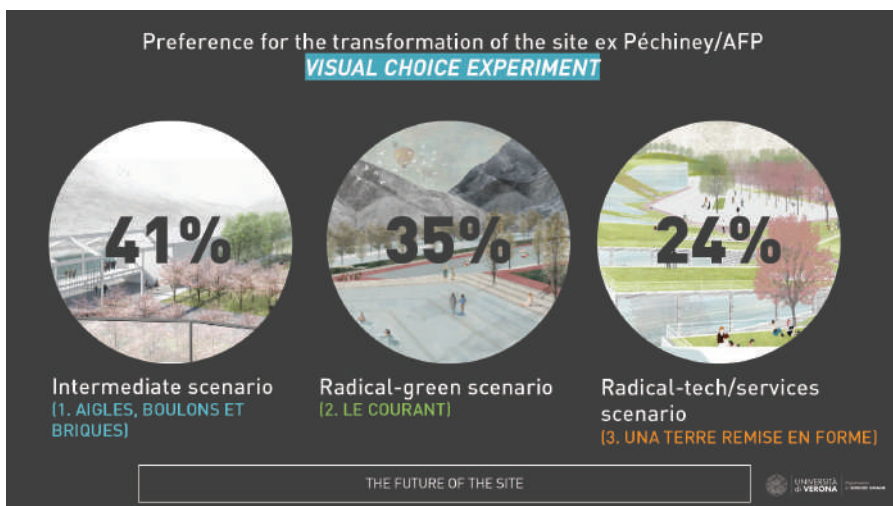 Preference for the transformation of the site ex Péchiney/AFP
VISUAL CHOICE EXPERIMENT
41%
35%
24%
Intermediate scenario
(1. AIGLES, BOULONS ET
BRIQUES)
Radical-green scenario
(2. LE COURANT)
Radical-tech/services
scenario
(3. UNA TERRE REMISE EN FORME)
THE FUTURE OF THE SITE
UNIVERSITÀ
di VERONA